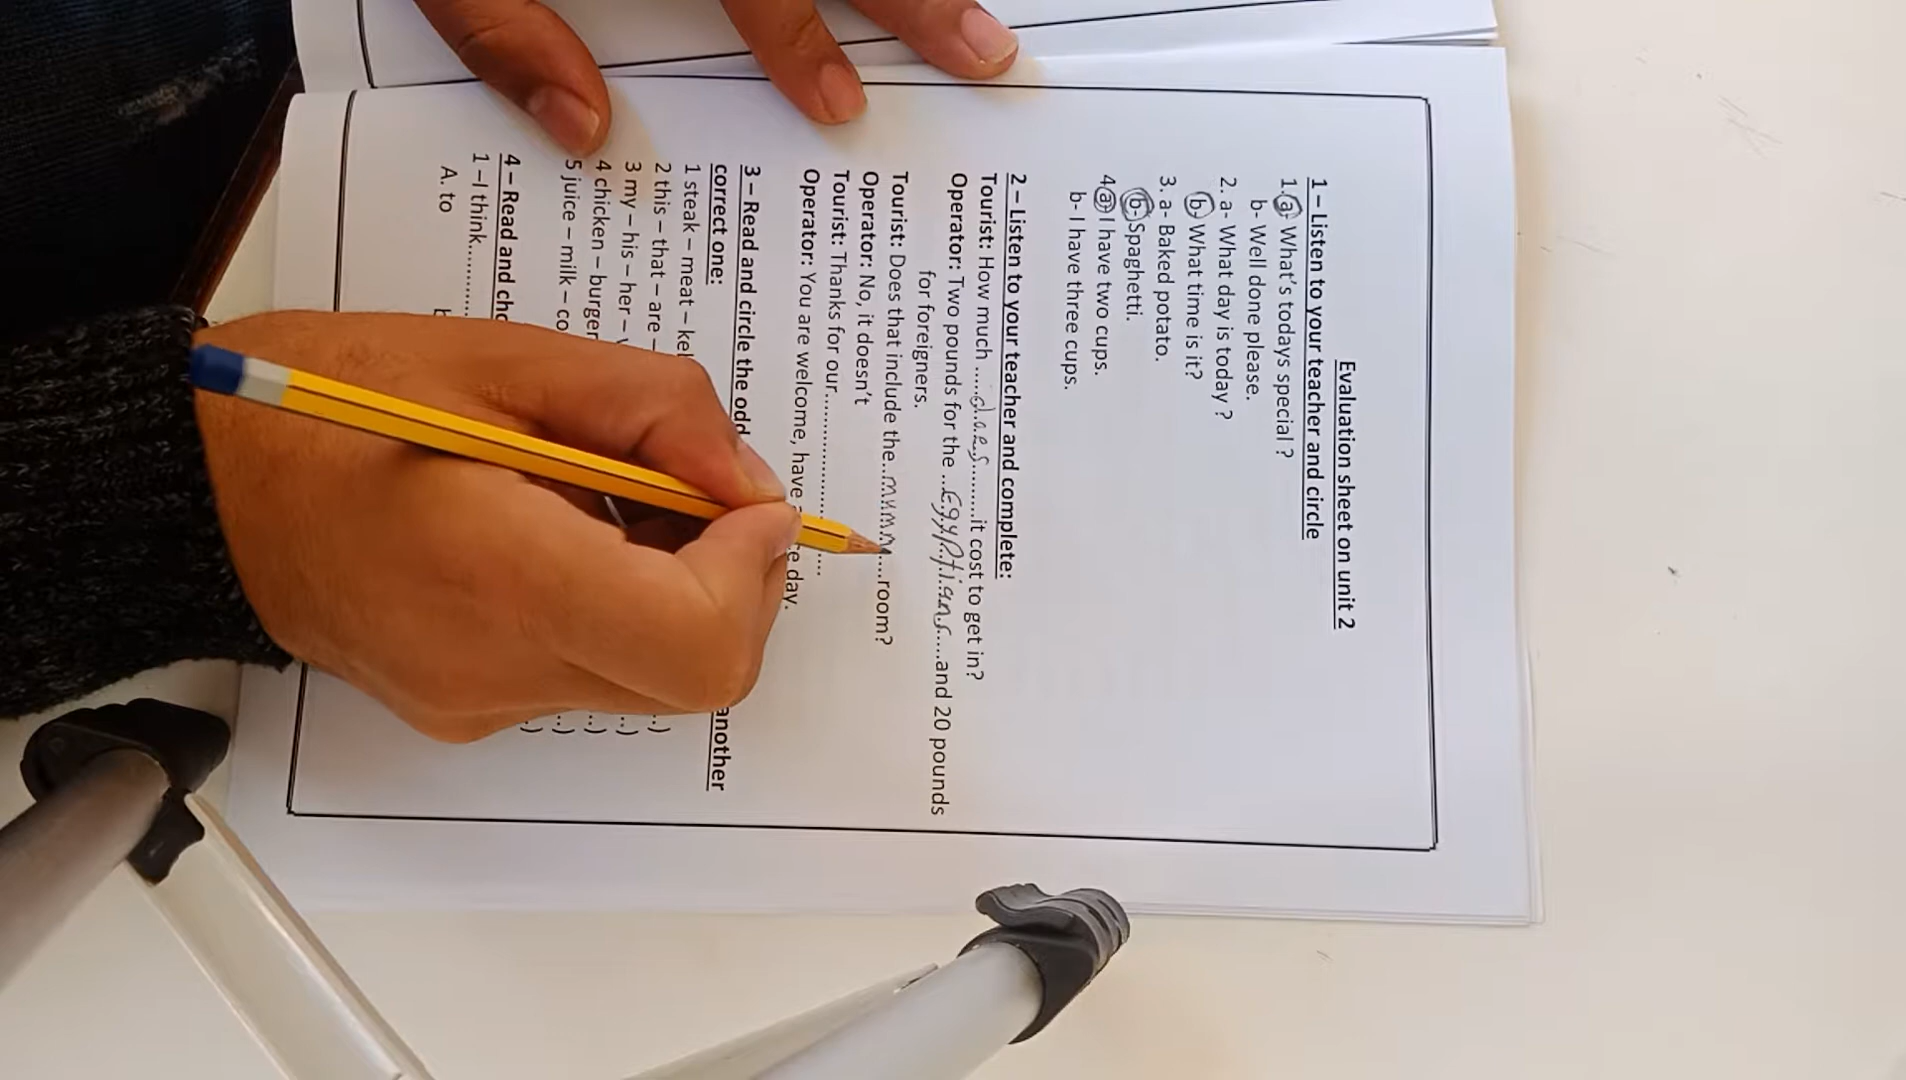 Evaluation sheet on unit 2
1 – Listen to your teacher and circle
1. a- What's todays special ?
b- Well done please.
2. a- What day is today ?
b. What time is it?
3. a- Baked potato.
b- Spaghetti.
4 a- I have two cups.
b- I have three cups.
2 – Listen to your teacher and complete:
Tourist: How much ......does..........it cost to get in?
Operator: Two pounds for the ..Egyptians....and 20 pounds
for foreigners.
Tourist: Does that include the..mumm....room?
Operator: No, it doesn't
Tourist: Thanks for our......................
Operator: You are welcome, have day.
3 – Read and circle the odd another
correct one:
1 steak – meat –
2 this – that – are –
3 my – his – her –
4 chicken – burger
5 juice – milk –
4 – Read and
1 –I think..........
A. to